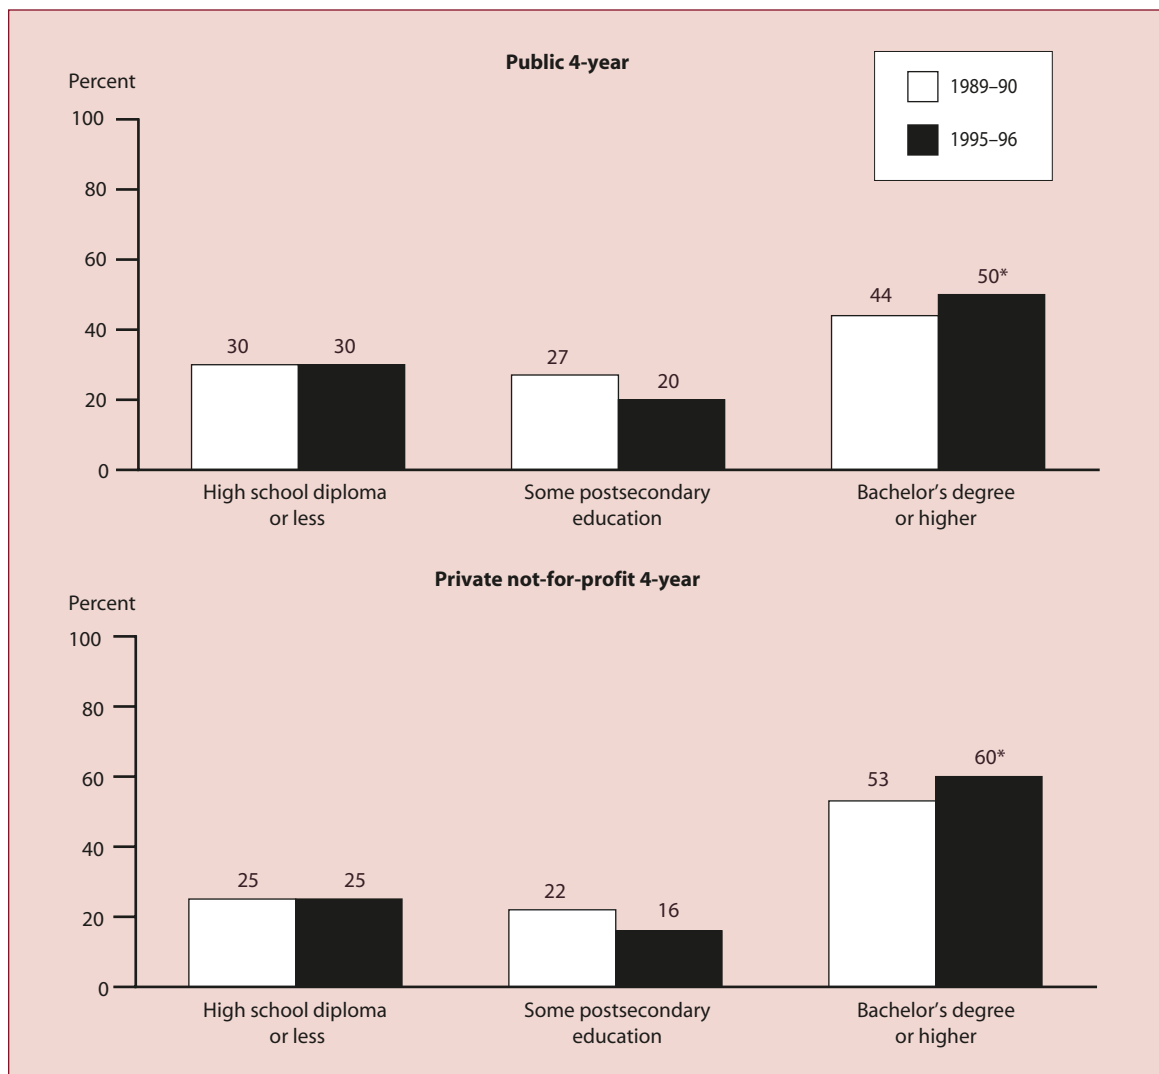 Public 4-year
Percent
1989–90
1995–96
100
80
60
40
20
0
30
30
27
20
44
50*
High school diploma
or less
Some postsecondary
education
Bachelor’s degree
or higher
Private not-for-profit 4-year
Percent
100
80
60
40
20
0
25
25
22
16
53
60*
High school diploma
or less
Some postsecondary
education
Bachelor’s degree
or higher